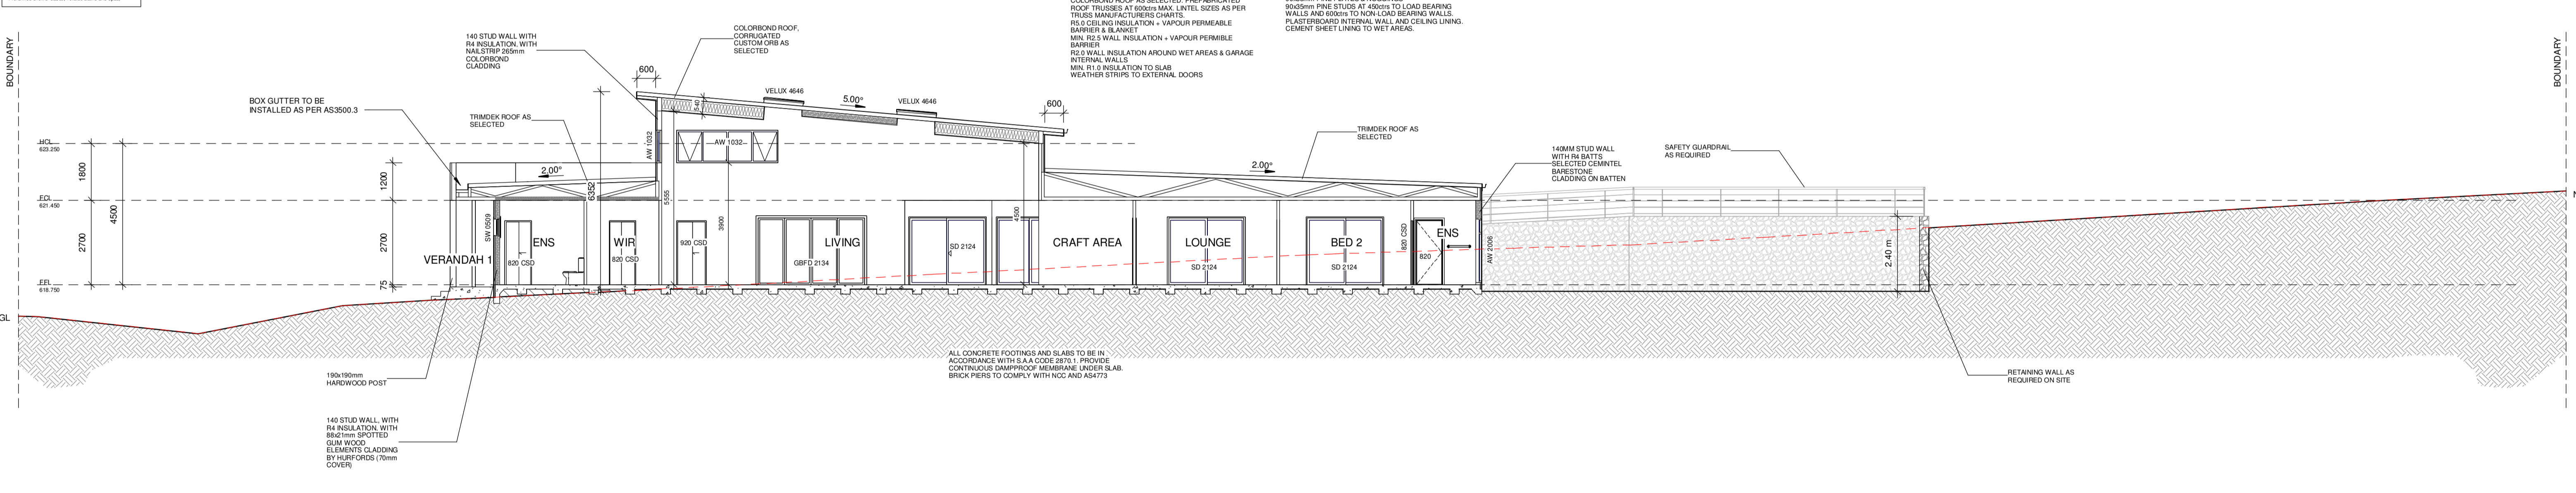 BOUNDARY
140 STUD WALL WITH
R4 INSULATION, WITH
NAILSTRIP 265mm
COLORBOND
CLADDING
COLORBOND ROOF,
CORRUGATED
CUSTOM ORB AS
SELECTED
COLORBOND ROOF AS SELECTED. PREFABRICATED
ROOF TRUSSES AT 600ctrs MAX. LINTEL SIZES AS PER
TRUSS MANUFACTURERS CHARTS.
R5.0 CEILING INSULATION + VAPOUR PERMEABLE
BARRIER & BLANKET
MIN. R2.5 WALL INSULATION + VAPOUR PERMIBLE
BARRIER
R2.0 WALL INSULATION AROUND WET AREAS & GARAGE
INTERNAL WALLS
MIN. R1.0 INSULATION TO SLAB
WEATHER STRIPS TO EXTERNAL DOORS
90x35mm PINE STUDS AT 450ctrs TO LOAD BEARING
WALLS AND 600ctrs TO NON-LOAD BEARING WALLS.
PLASTERBOARD INTERNAL WALL AND CEILING LINING.
CEMENT SHEET LINING TO WET AREAS.
BOUNDARY
BOX GUTTER TO BE
INSTALLED AS PER AS3500.3
TRIMDEK ROOF AS
SELECTED
600
540
VELUX 4646
5.00°
VELUX 4646
600
TRIMDEK ROOF AS
SELECTED
140MM STUD WALL
WITH R4 BATTS
SELECTED CEMINTEL
BARESTONE
CLADDING ON BATTEN
SAFETY GUARDRAIL
AS REQUIRED
HCL
623.250
FCL
621.450
FFL
618.750
1800
2700
4500
1200
2700
75
2.00°
6352
5555
AW 1032
AW 1032
3900
4500
2.00°
VERANDAH 1
SW 0509
ENS
820 CSD
WIR
820 CSD
920 CSD
LIVING
GBFD 2134
SD 2124
CRAFT AREA
LOUNGE
SD 2124
BED 2
SD 2124
820 CSD
ENS
820
AW 2006
2.40 m
GL
ALL CONCRETE FOOTINGS AND SLABS TO BE IN
ACCORDANCE WITH S.A.A CODE 2870.1. PROVIDE
CONTINUOUS DAMPPROOF MEMBRANE UNDER SLAB.
BRICK PIERS TO COMPLY WITH NCC AND AS4773
190x190mm
HARDWOOD POST
RETAINING WALL AS
REQUIRED ON SITE
140 STUD WALL, WITH
R4 INSULATION, WITH
88x21mm SPOTTED
GUM WOOD
ELEMENTS CLADDING
BY HURFORDS (70mm
COVER)